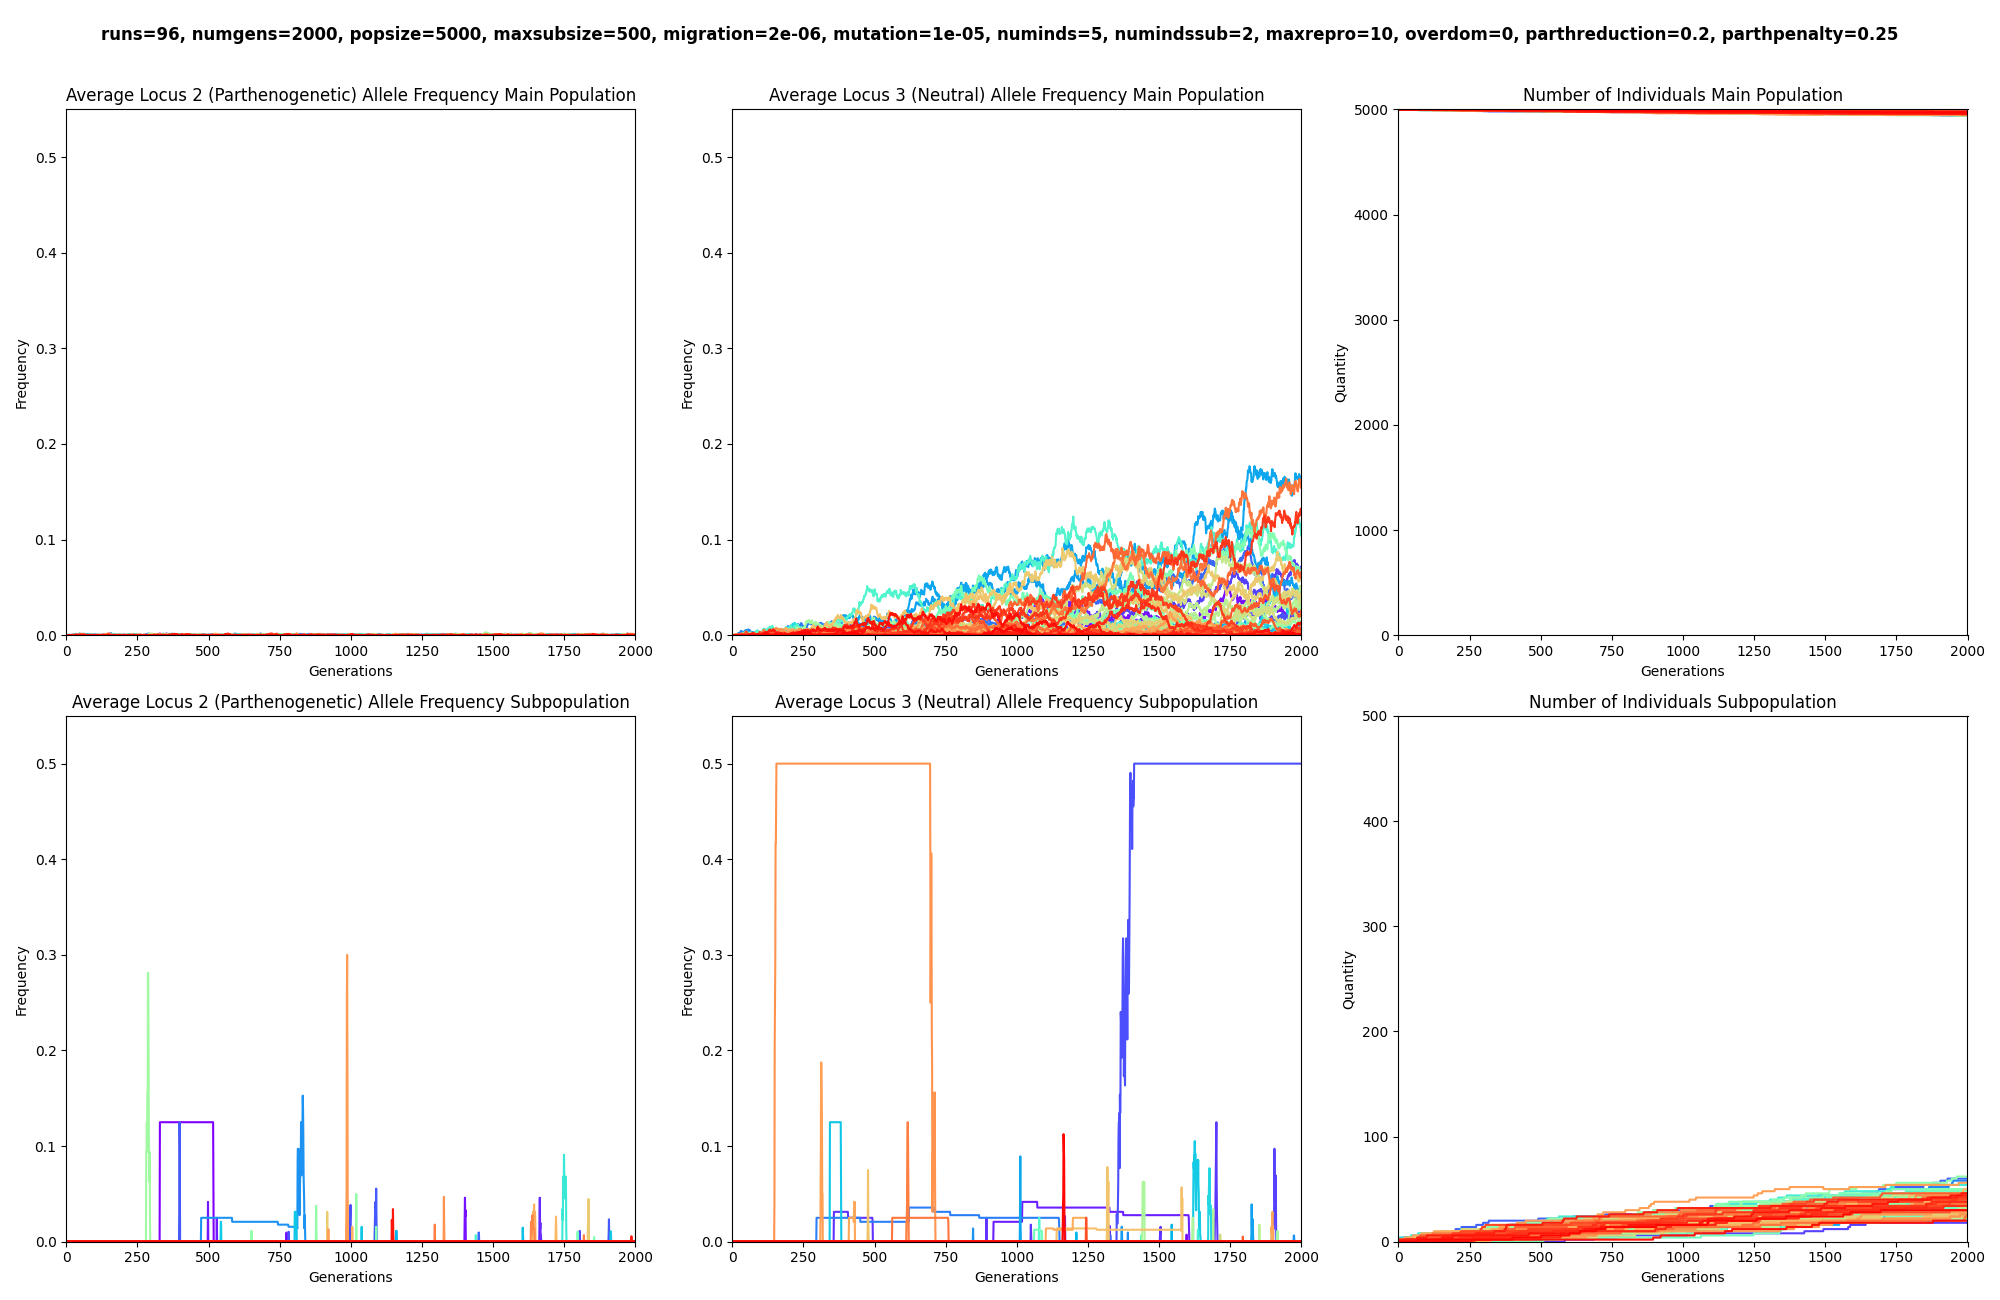 runs=96, numgens=2000, popsize=5000, maxsubsize=500, migration=2e-06, mutation=1e-05, numinds=5, numindssub=2, maxrepro=10, overdom=0, parthreduction=0.2, parthpenalty=0.25
Average Locus 2 (Parthenogenetic) Allele Frequency Main Population
0.5
0.4
0.3
0.2
0.1
0.0
Frequency
0 250 500 750 1000 1250 1500 1750 2000
Generations
Average Locus 3 (Neutral) Allele Frequency Main Population
0.5
0.4
0.3
0.2
0.1
0.0
Frequency
0 250 500 750 1000 1250 1500 1750 2000
Generations
Number of Individuals Main Population
5000
4000
3000
2000
1000
0
Quantity
0 250 500 750 1000 1250 1500 1750 2000
Generations
Average Locus 2 (Parthenogenetic) Allele Frequency Subpopulation
0.5
0.4
0.3
0.2
0.1
0.0
Frequency
0 250 500 750 1000 1250 1500 1750 2000
Generations
Average Locus 3 (Neutral) Allele Frequency Subpopulation
0.5
0.4
0.3
0.2
0.1
0.0
Frequency
0 250 500 750 1000 1250 1500 1750 2000
Generations
Number of Individuals Subpopulation
500
400
300
200
100
0
Quantity
0 250 500 750 1000 1250 1500 1750 2000
Generations